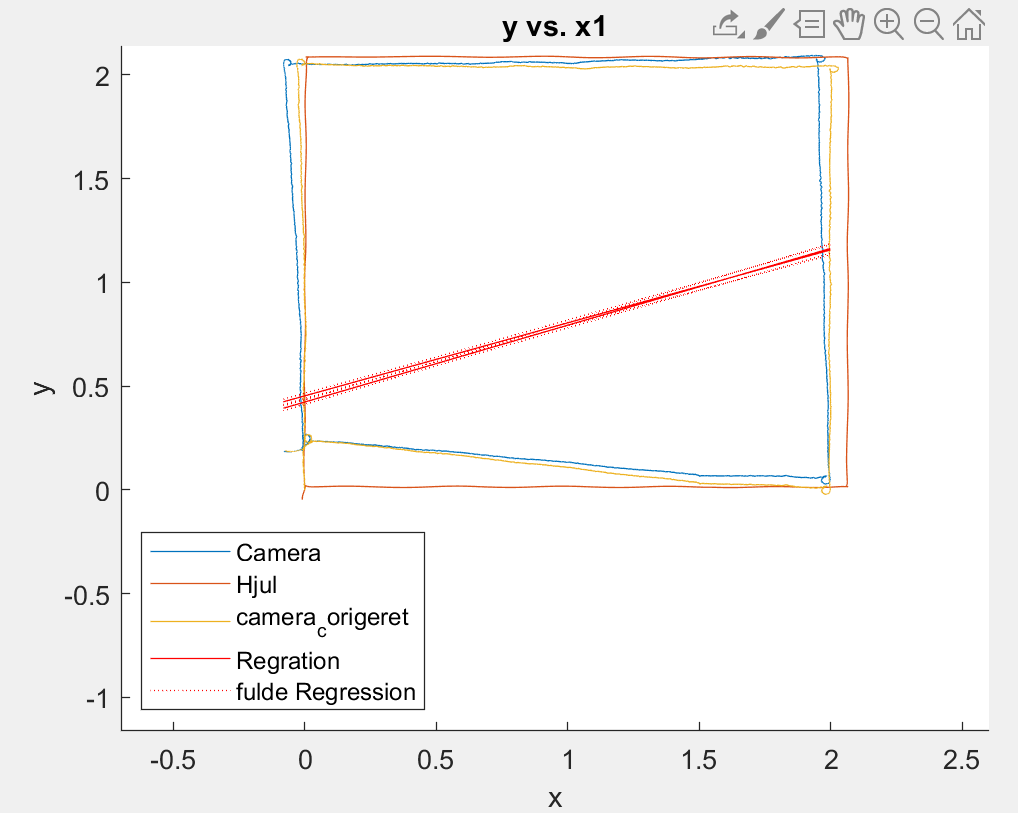 y vs. x1
2
1.5
1
0.5
0
-0.5
-1
y
Camera
Hjul
camera_corigeret
Regration
fulde Regression
-0.5 0 0.5 1 1.5 2 2.5
x